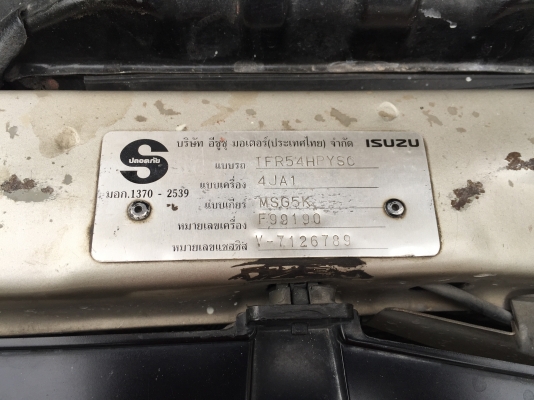 บริษัท อีซูซุ มอเตอร์(ประเทศไทย) จำกัด ISUZU
S ปลอดภัย
แบบรถ TFR54HPYSC
แบบเครื่อง 4JA1
มอก.1370 - 2539
แบบเกียร์ MSG5K
หมายเลขเครื่อง F90190
หมายเลขแชสซิส V-7126789